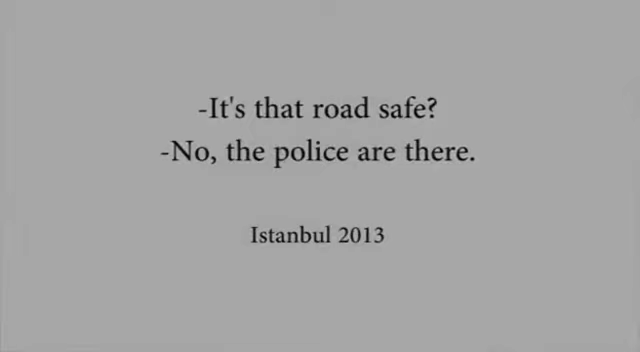 -It's that road safe?
-No, the police are there.
Istanbul 2013